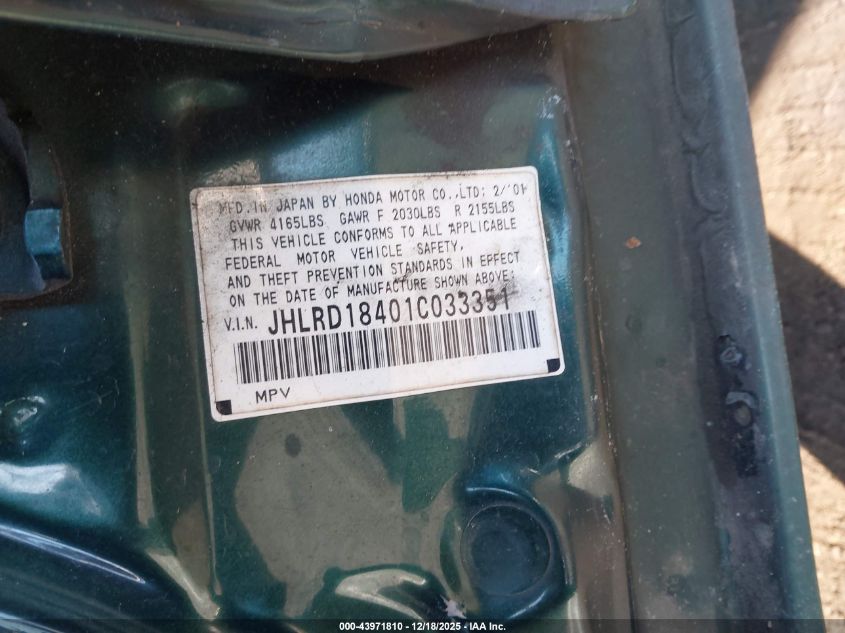 MFD.IN JAPAN BY HONDA MOTOR CO.,LTD: 2/'01
GVWR 4165LBS GAWR F 2030LBS R 2155LBS
THIS VEHICLE CONFORMS TO ALL APPLICABLE
FEDERAL MOTOR VEHICLE SAFETY,
AND THEFT PREVENTION STANDARDS IN EFFECT
ON THE DATE OF MANUFACTURE SHOWN ABOVE:
V.I.N. JHLRD18401C033351
MPV
000-43971810 — 12/18/2025 — IAA Inc.